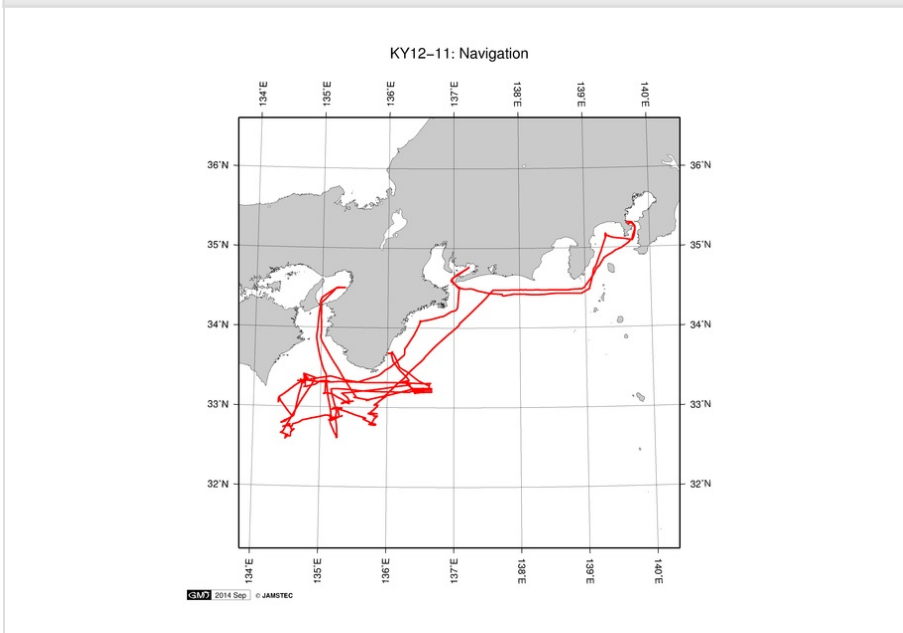 KY12−11: Navigation
134˚E 135˚E 136˚E 137˚E 138˚E 139˚E 140˚E
36˚N 36˚N
35˚N 35˚N
34˚N 34˚N
33˚N 33˚N
32˚N 32˚N
134˚E 135˚E 136˚E 137˚E 138˚E 139˚E 140˚E
GMD 2014 Sep © JAMSTEC